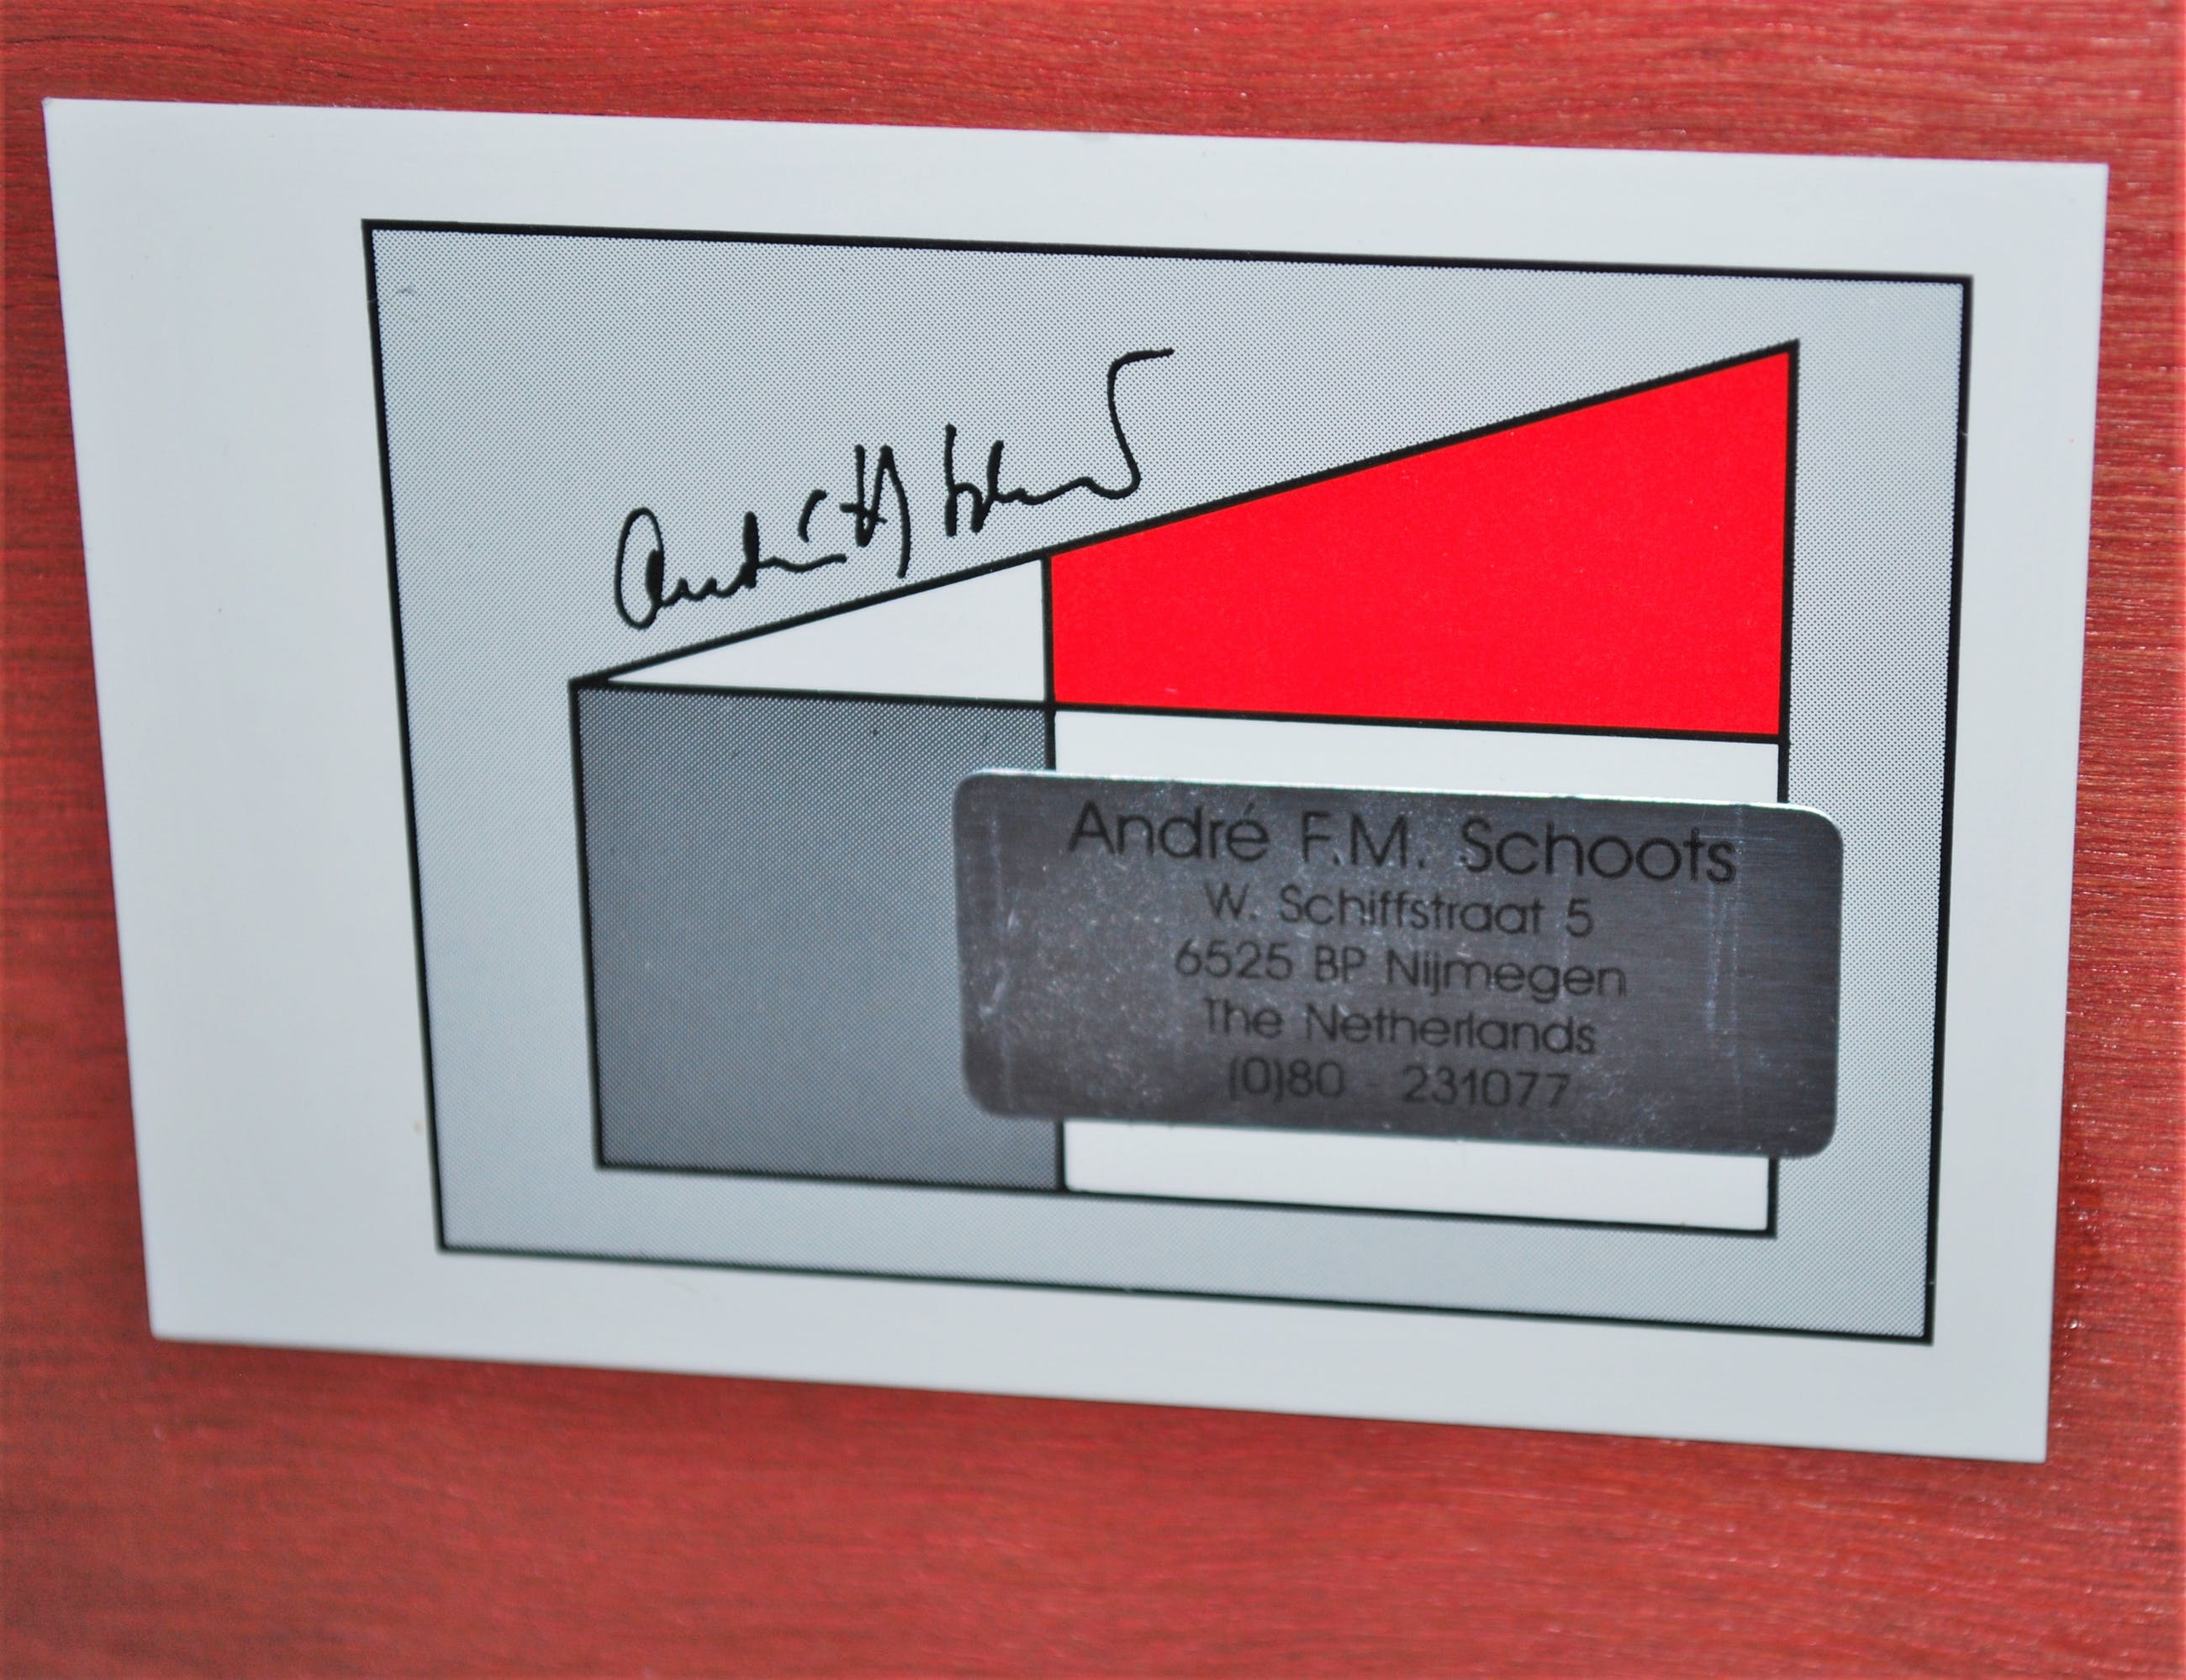 André F.M. Schoots
W. Schiffstraat 5
6525 BP Nijmegen
The Netherlands
(0)80 - 231077